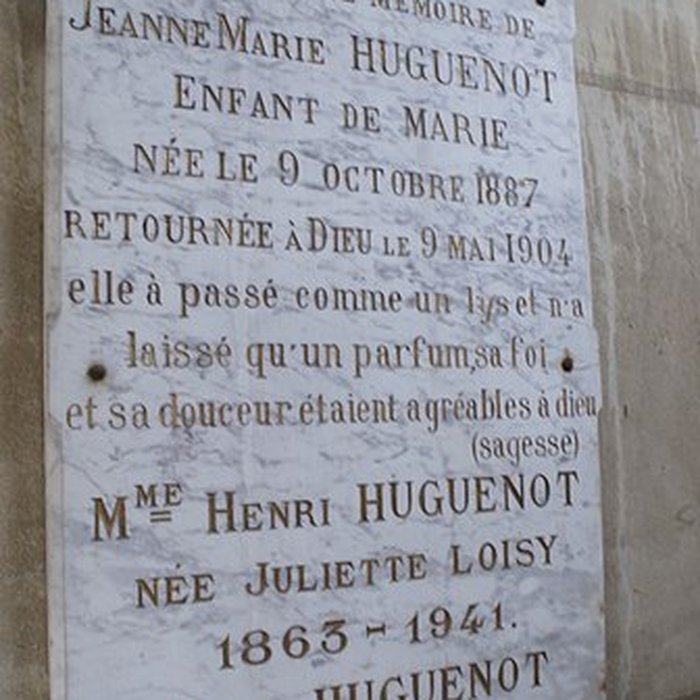 MÉMOIRE DE
JEANNE MARIE HUGUENOT
ENFANT DE MARIE
NÉE LE 9 OCTOBRE 1887
RETOURNÉE À DIEU LE 9 MAI 1904
elle à passé comme un lys et n'a
laissé qu'un parfum, sa foi
et sa douceur étaient agréables à dieu
(sagesse)
MME HENRI HUGUENOT
NÉE JULIETTE LOISY
1863 - 1941.
HUGUENOT